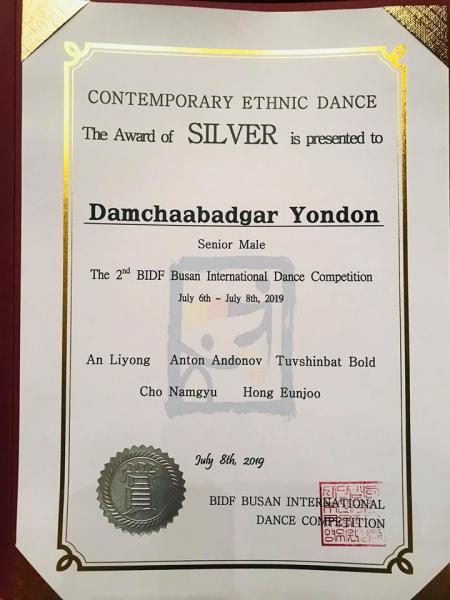 CONTEMPORARY ETHNIC DANCE
The Award of SILVER is presented to
Damchaabadgar Yondon
Senior Male
The 2nd BIDF Busan International Dance Competition
July 6th ~ July 8th, 2019
An Liyong Anton Andonov Tuvshinbat Bold
Cho Namgyu Hong Eunjoo
July 8th, 2019
BIDF BUSAN INTERNATIONAL
DANCE COMPETITION